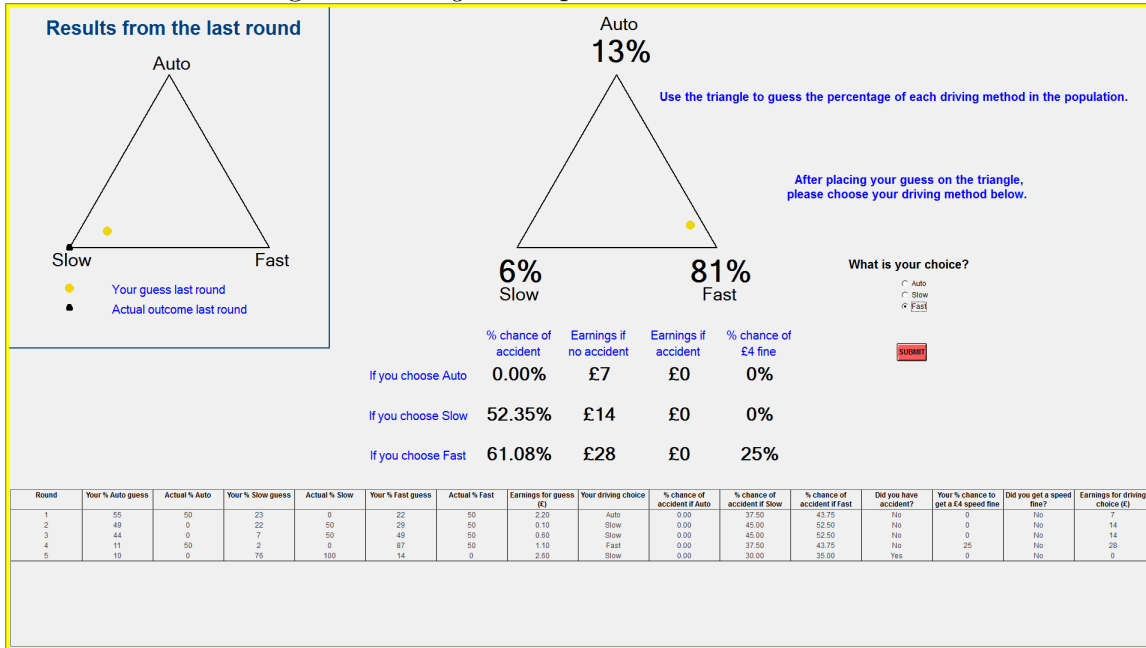 Results from the last round
Auto
Slow
Fast
Your guess last round
Actual outcome last round
Auto
13%
Use the triangle to guess the percentage of each driving method in the population.
After placing your guess on the triangle,
please choose your driving method below.
6%
Slow
81%
Fast
What is your choice?
Auto
Slow
Fast
SUBMIT
% chance of accident Earnings if no accident Earnings if accident % chance of £4 fine
If you choose Auto 0.00% £7 £0 0%
If you choose Slow 52.35% £14 £0 0%
If you choose Fast 61.08% £28 £0 25%
Round Your % Auto guess Actual % Auto Your % Slow guess Actual % Slow Your % Fast guess Actual % Fast Earnings for guess (£) Your driving choice % chance of accident if Auto % chance of accident if Slow % chance of accident if Fast Did you have accident? Your % chance to get a £4 speed fine Did you get a speed fine? Earnings for driving choice (£)
1 55 50 23 0 22 50 2.20 Auto 0.00 37.50 43.75 No 0 No 7
2 49 0 22 50 29 50 0.10 Slow 0.00 45.00 52.50 No 0 No 14
3 44 0 7 50 49 50 0.60 Slow 0.00 45.00 52.50 No 0 No 14
4 11 50 2 0 87 50 1.10 Fast 0.00 37.50 43.75 No 25 No 28
5 10 0 76 100 14 0 2.60 Slow 0.00 30.00 35.00 Yes 0 No 0